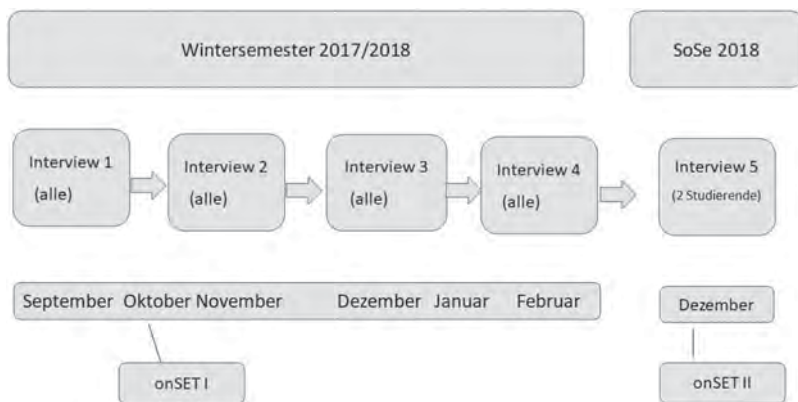 Wintersemester 2017/2018
SoSe 2018
Interview 1
(alle)
Interview 2
(alle)
Interview 3
(alle)
Interview 4
(alle)
Interview 5
(2 Studierende)
September Oktober November Dezember Januar Februar
Dezember
onSET I
onSET II